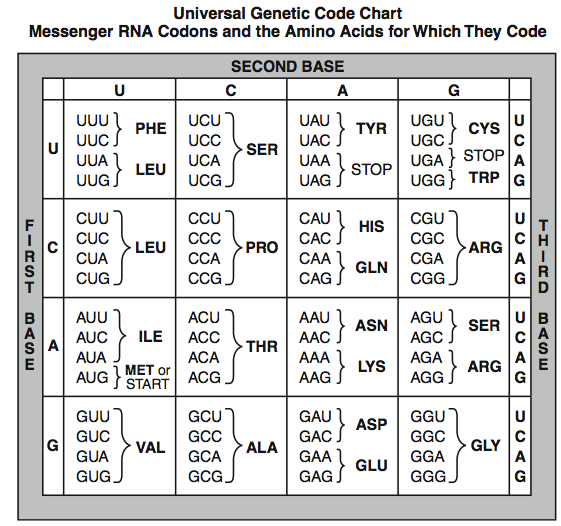 Universal Genetic Code Chart
Messenger RNA Codons and the Amino Acids for Which They Code
SECOND BASE
U C A G
FIRST BASE
THIRD BASE
U
UUU UCU UAU UGU U
PHE TYR CYS
UUC UCC UAC UGC C
SER
UUA UCA UAA UGA STOP A
LEU STOP
UUG UCG UAG UGG TRP G
C
CUU CCU CAU CGU U
HIS
CUC CCC CAC CGC C
LEU PRO ARG
CUA CCA CAA CGA A
GLN
CUG CCG CAG CGG G
A
AUU ACU AAU AGU U
ASN SER
AUC ACC AAC AGC C
ILE THR
AUA ACA AAA AGA A
LYS ARG
AUG MET or START ACG AAG AGG G
G
GUU GCU GAU GGU U
ASP
GUC GCC GAC GGC C
VAL ALA GLY
GUA GCA GAA GGA A
GLU
GUG GCG GAG GGG G